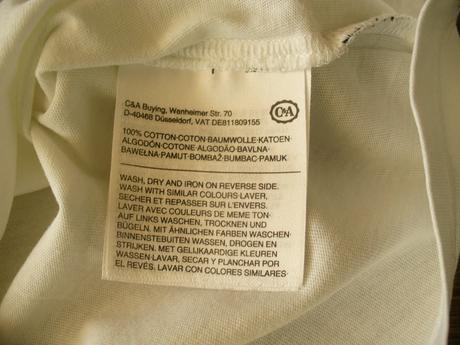 C&A Buying, Wanheimer Str. 70
D-40468 Düsseldorf, VAT DE811809155
C&A
100% COTTON·COTON·BAUMWOLLE·KATOEN·
ALGODÓN·COTONE·ALGODÃO·BAVLNA·
BAWEŁNA·PAMUT·BOMBAŽ·BUMBAC·PAMUK
WASH, DRY AND IRON ON REVERSE SIDE.
WASH WITH SIMILAR COLOURS·LAVER,
SECHER ET REPASSER SUR L'ENVERS.
LAVER AVEC COULEURS DE MEME TON·
AUF LINKS WASCHEN, TROCKNEN UND
BÜGELN. MIT ÄHNLICHEN FARBEN WASCHEN·
BINNENSTEBUITEN WASSEN, DROGEN EN
STRIJKEN. MET GELIJKAARDIGE KLEUREN
WASSEN·LAVAR, SECAR Y PLANCHAR POR
EL REVÉS. LAVAR CON COLORES SIMILARES·